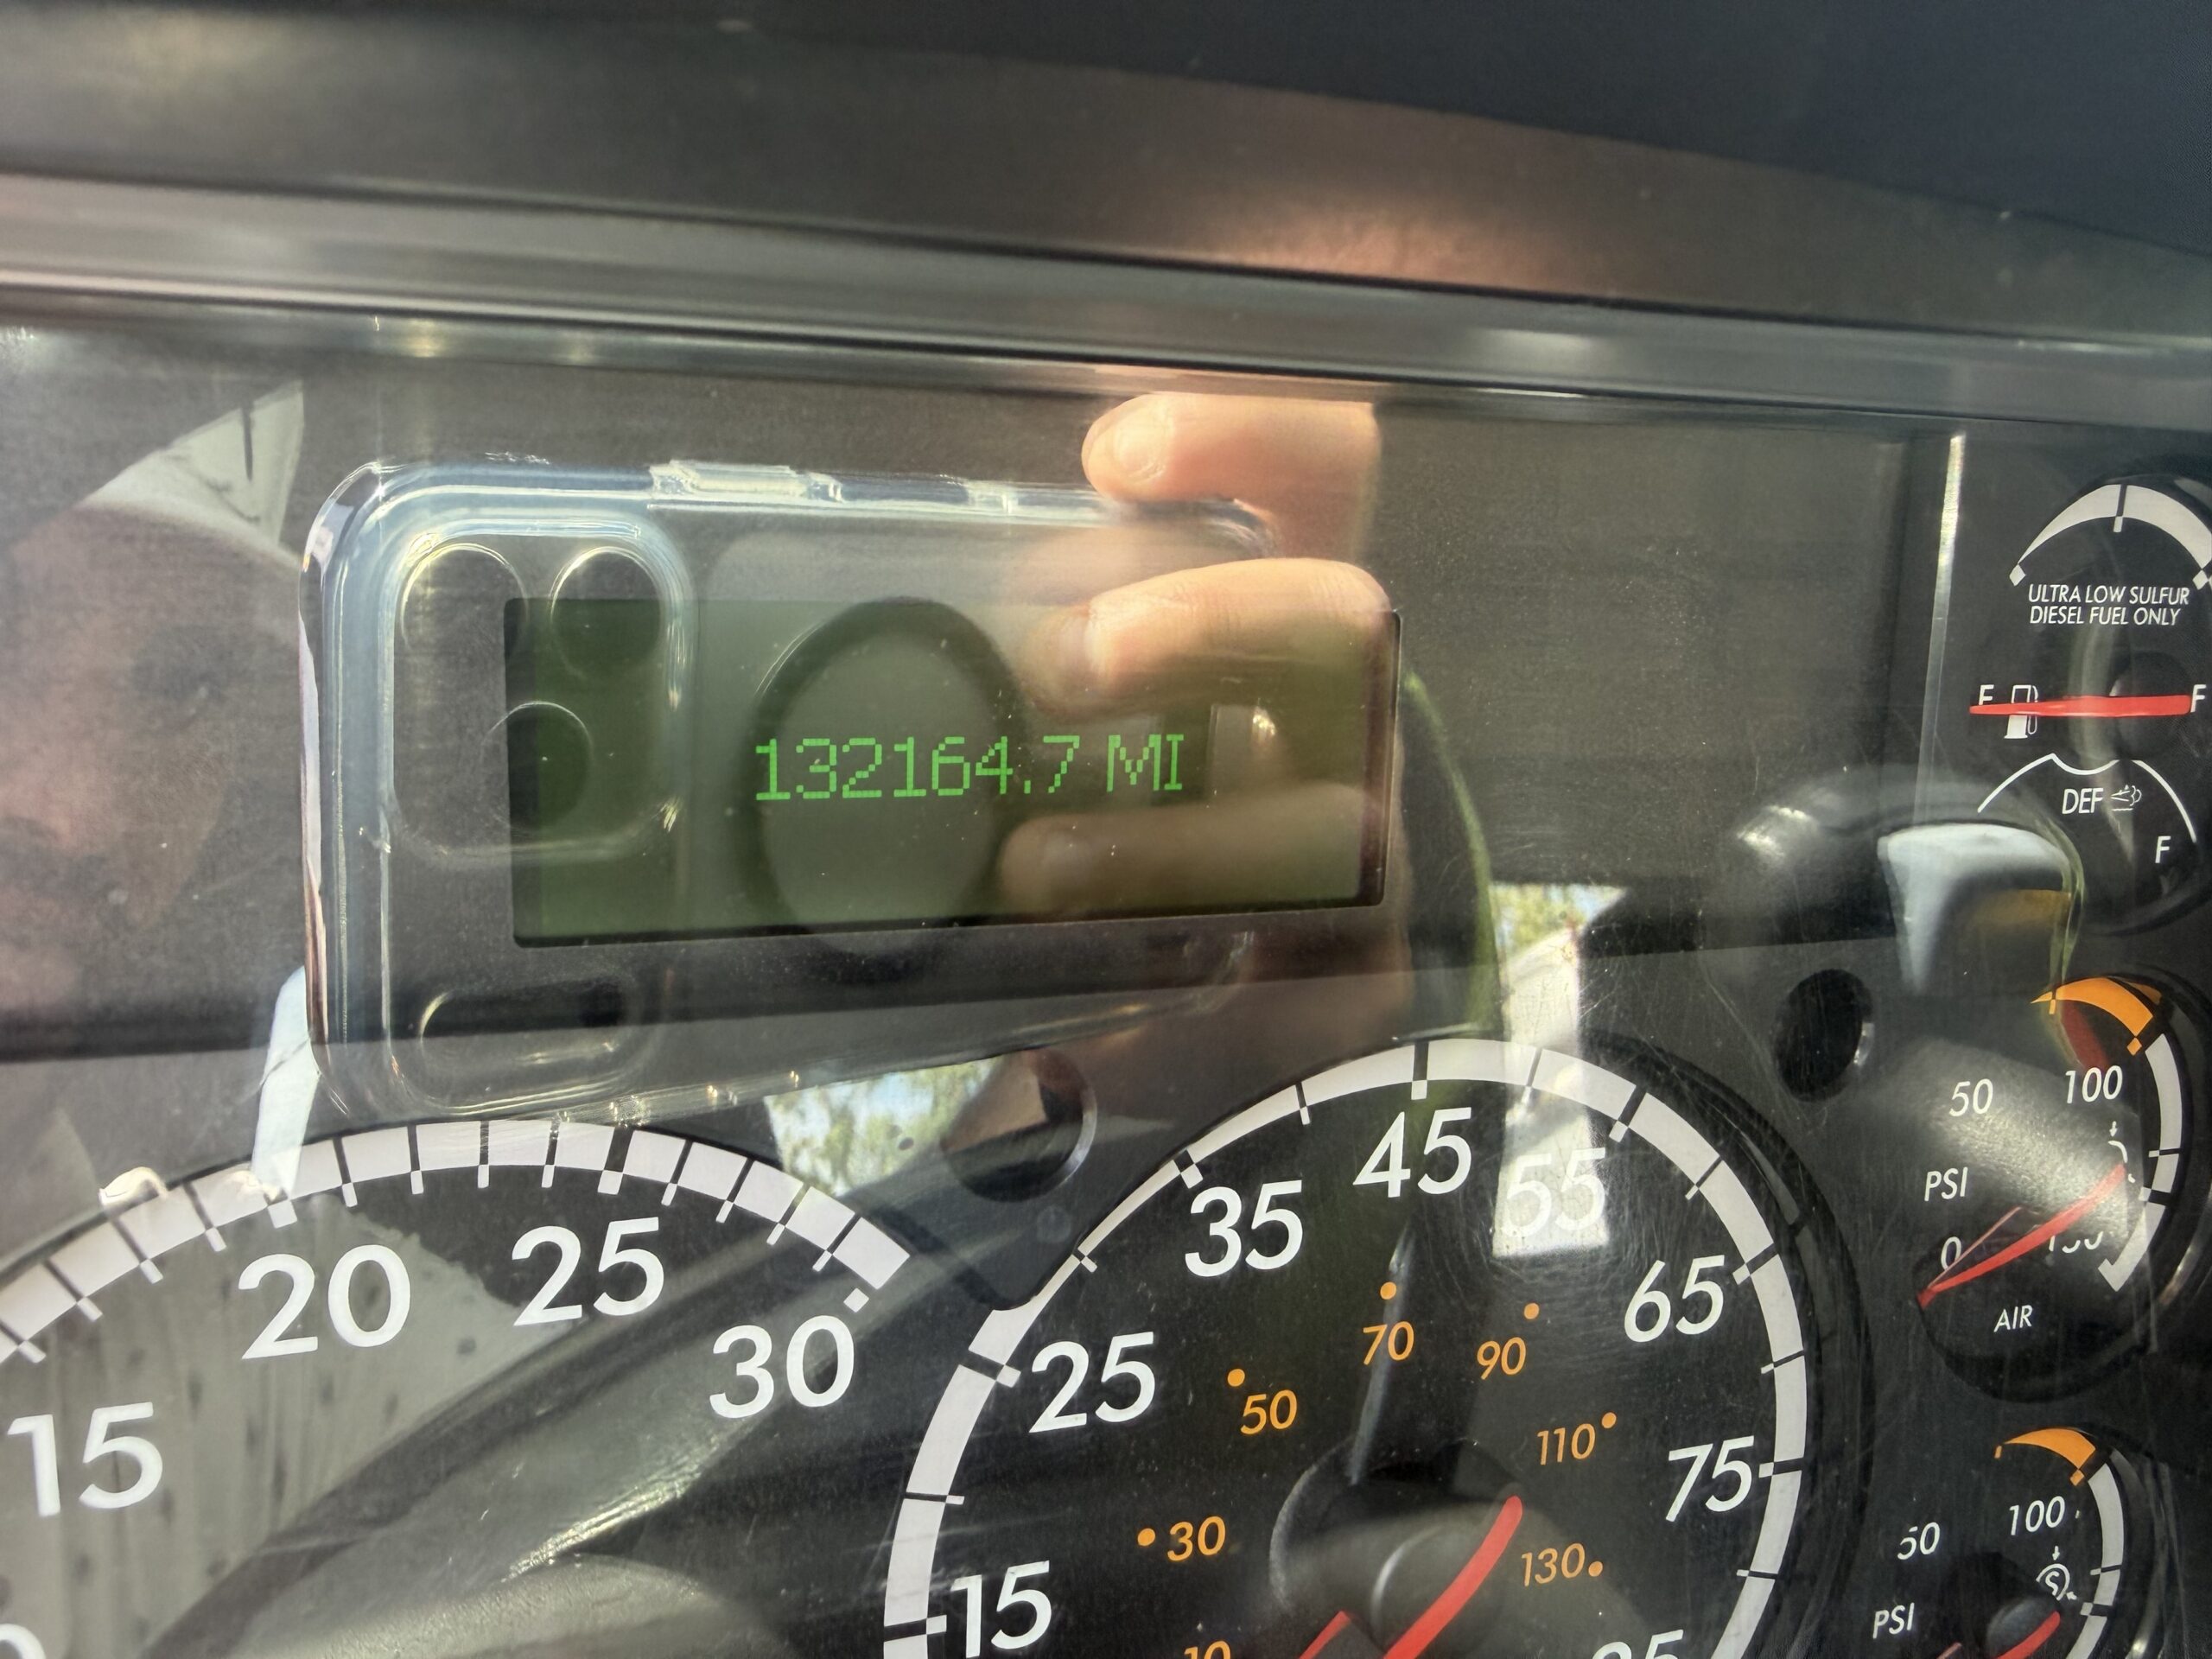 132164.7 MI
ULTRA LOW SULFUR
DIESEL FUEL ONLY
F
DEF
F
50 100
PSI
0
AIR
15 20 25 30
15 25 35 45 55 65 75
30 50 70 90 110 130
10
50 100
PSI